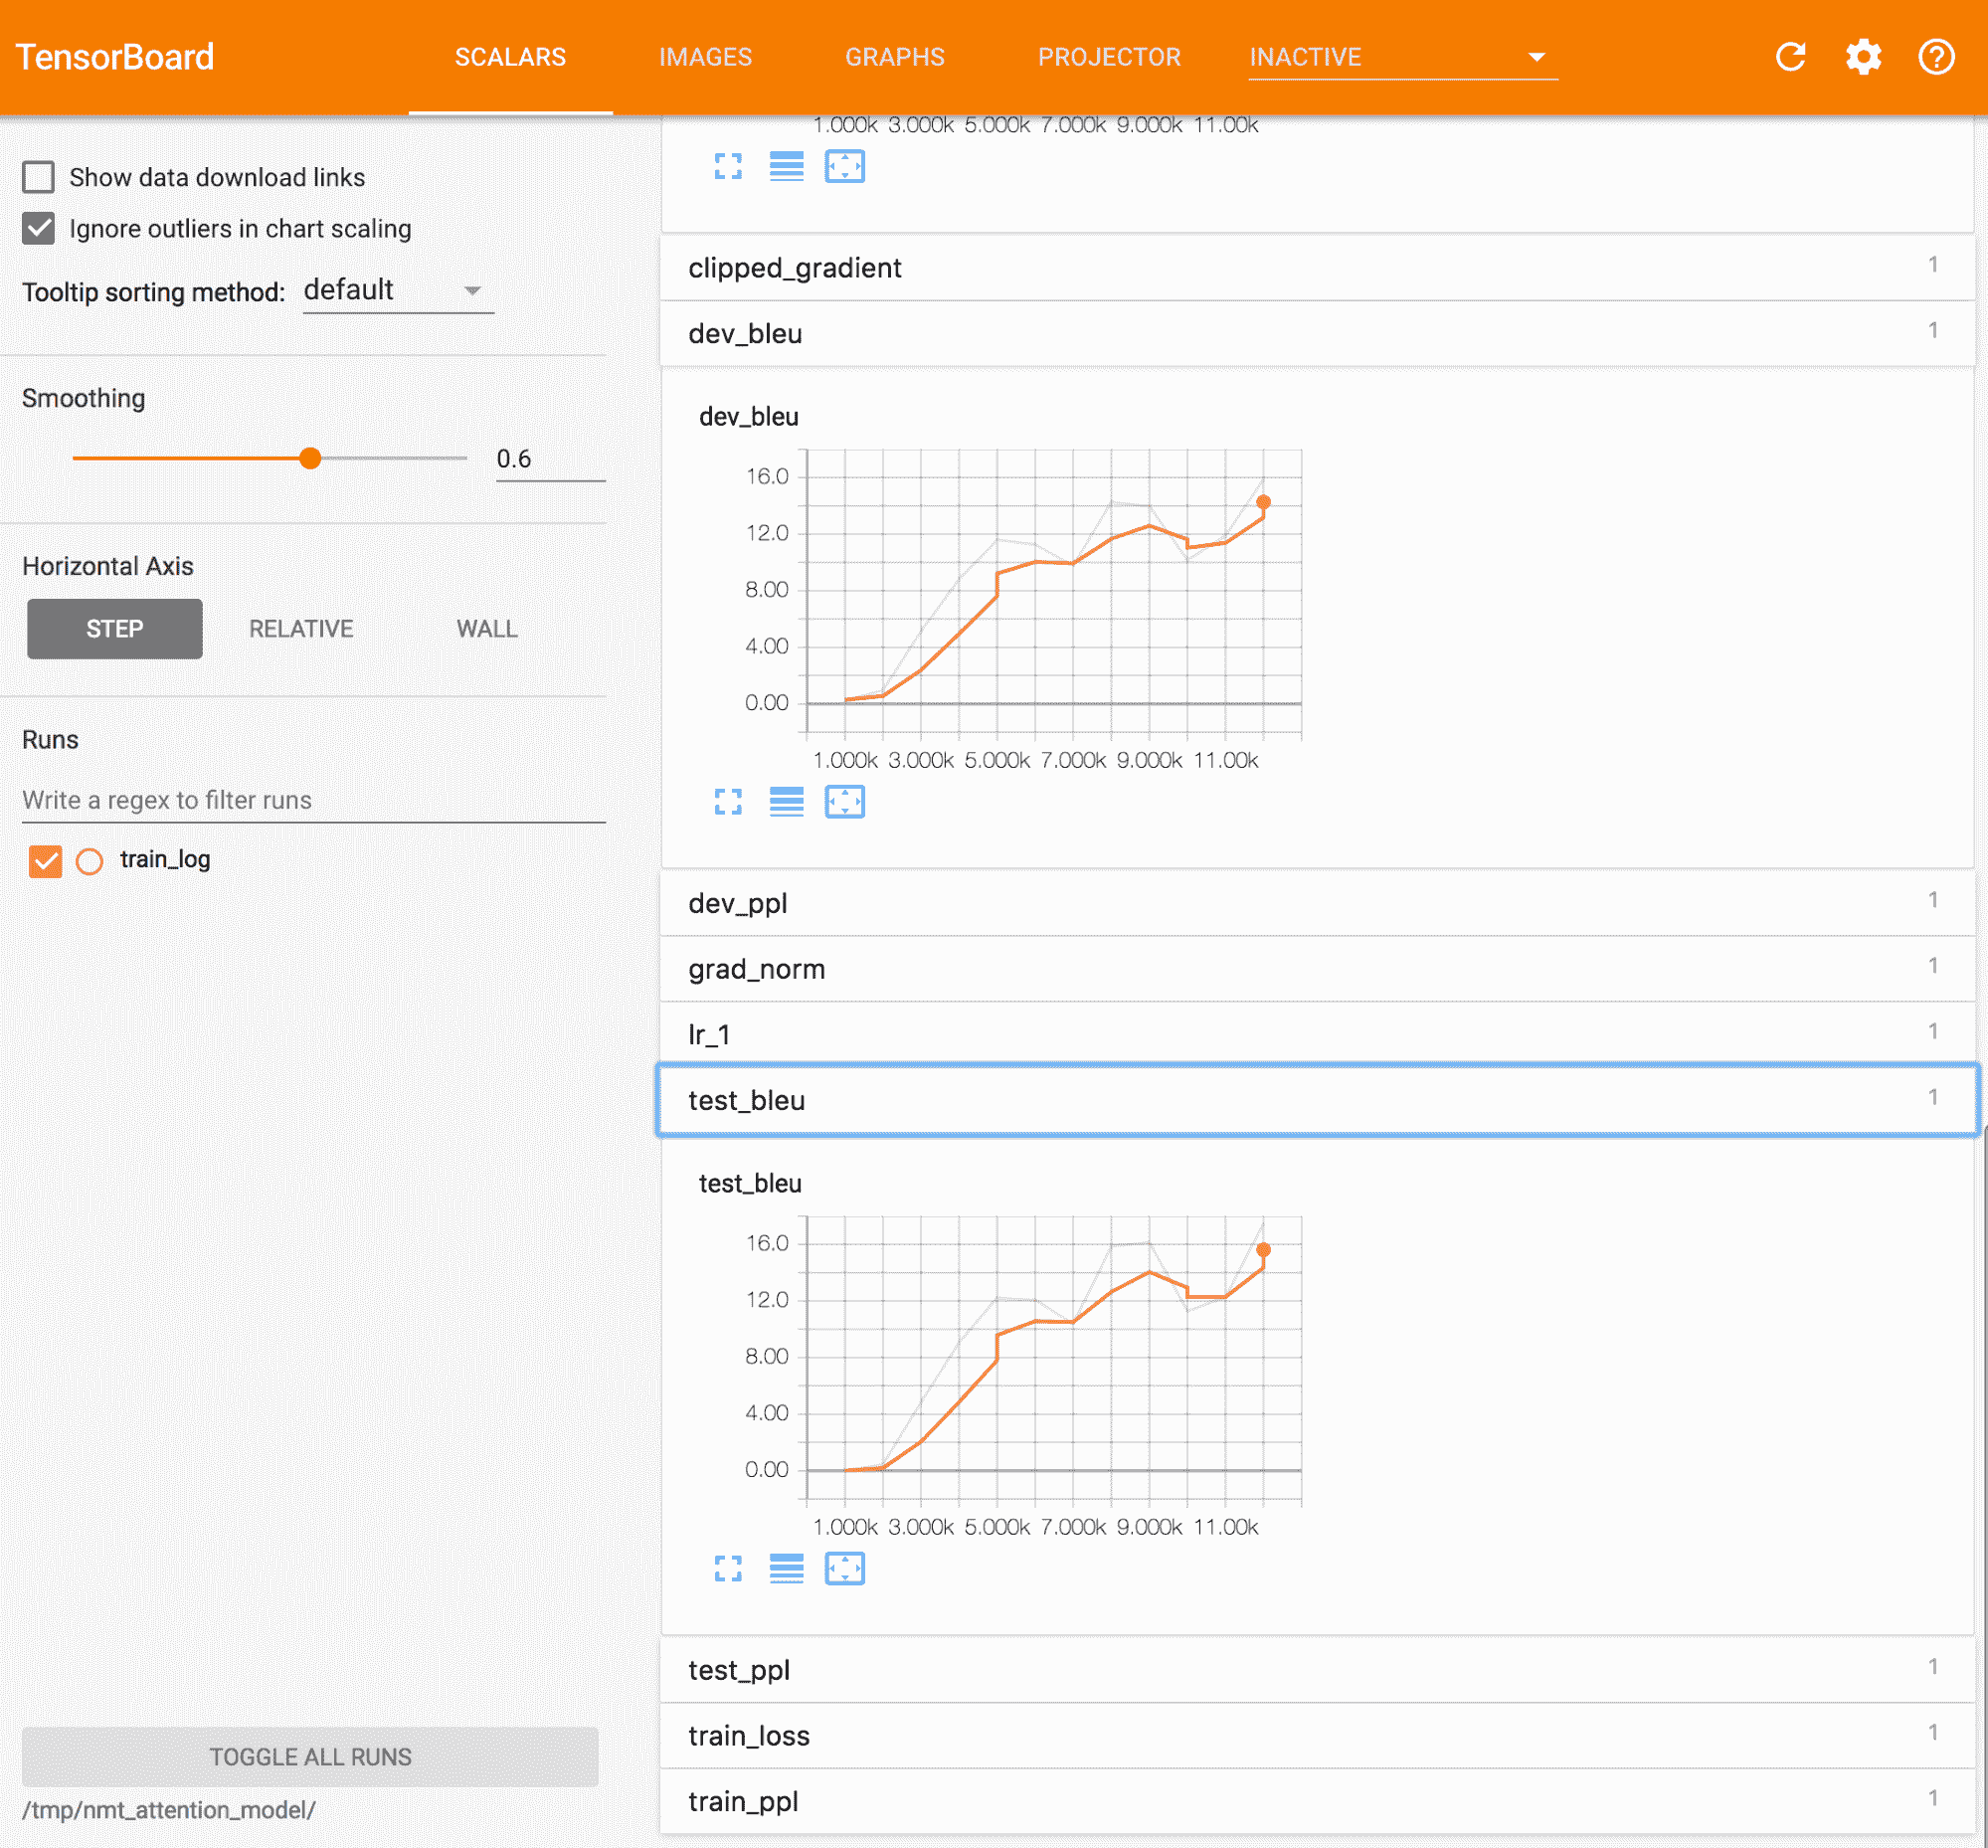 TensorBoard
SCALARS IMAGES GRAPHS PROJECTOR INACTIVE
Show data download links
Ignore outliers in chart scaling
Tooltip sorting method: default
Smoothing
0.6
Horizontal Axis
STEP RELATIVE WALL
Runs
Write a regex to filter runs
train_log
TOGGLE ALL RUNS
/tmp/nmt_attention_model/
1.000k 3.000k 5.000k 7.000k 9.000k 11.00k
clipped_gradient 1
dev_bleu 1
dev_bleu
16.0
12.0
8.00
4.00
0.00
1.000k 3.000k 5.000k 7.000k 9.000k 11.00k
dev_ppl 1
grad_norm 1
lr_1 1
test_bleu 1
test_bleu
16.0
12.0
8.00
4.00
0.00
1.000k 3.000k 5.000k 7.000k 9.000k 11.00k
test_ppl 1
train_loss 1
train_ppl 1